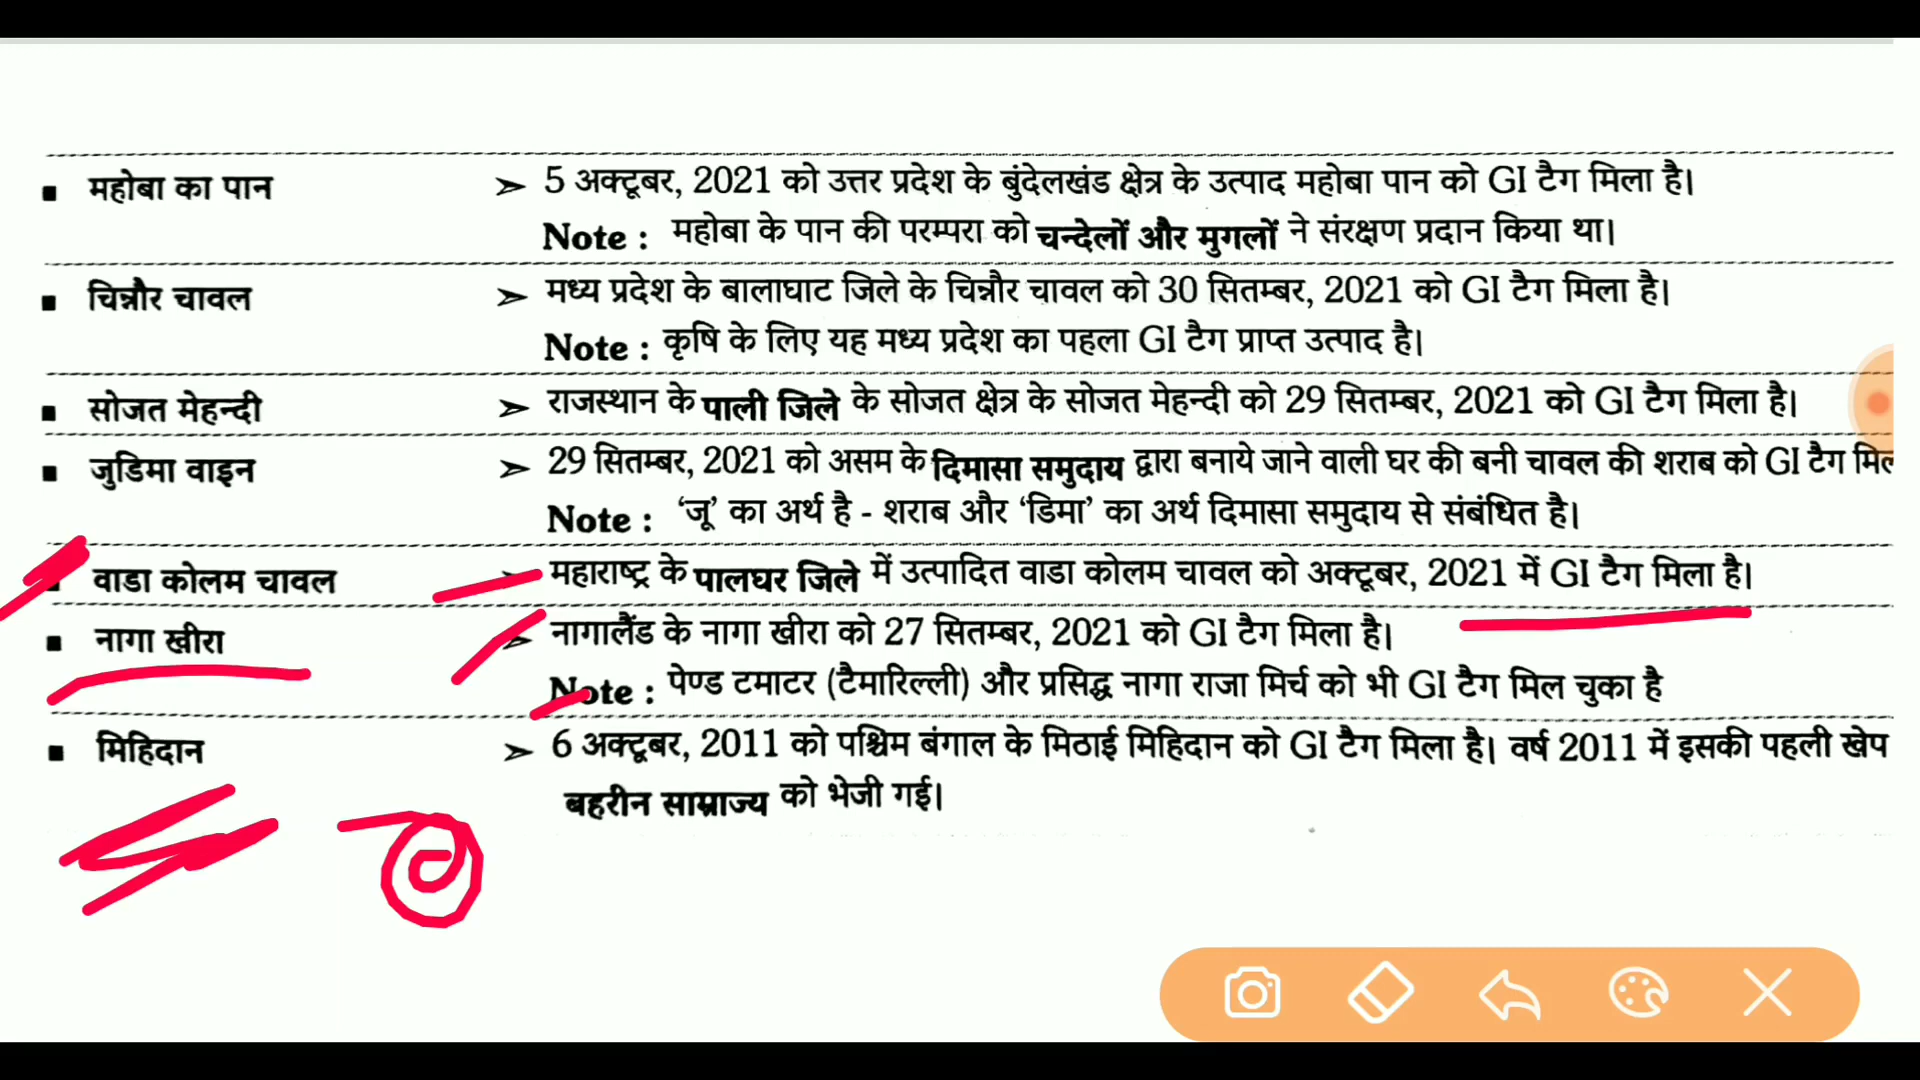 ▪ महोबा का पान ➢ 5 अक्टूबर, 2021 को उत्तर प्रदेश के बुंदेलखंड क्षेत्र के उत्पाद महोबा पान को GI टैग मिला है।
Note : महोबा के पान की परम्परा को चन्देलों और मुगलों ने संरक्षण प्रदान किया था।
▪ चिन्नौर चावल ➢ मध्य प्रदेश के बालाघाट जिले के चिन्नौर चावल को 30 सितम्बर, 2021 को GI टैग मिला है।
Note : कृषि के लिए यह मध्य प्रदेश का पहला GI टैग प्राप्त उत्पाद है।
▪ सोजत मेहन्दी ➢ राजस्थान के पाली जिले के सोजत क्षेत्र के सोजत मेहन्दी को 29 सितम्बर, 2021 को GI टैग मिला है।
▪ जुडिमा वाइन ➢ 29 सितम्बर, 2021 को असम के दिमासा समुदाय द्वारा बनाये जाने वाली घर की बनी चावल की शराब को GI टैग
Note : ‘जू’ का अर्थ है - शराब और ‘डिमा’ का अर्थ दिमासा समुदाय से संबंधित है।
▪ वाडा कोलम चावल ➢ महाराष्ट्र के पालघर जिले में उत्पादित वाडा कोलम चावल को अक्टूबर, 2021 में GI टैग मिला है।
▪ नागा खीरा ➢ नागालैंड के नागा खीरा को 27 सितम्बर, 2021 को GI टैग मिला है।
Note : पेण्ड टमाटर (टैमारिल्ली) और प्रसिद्ध नागा राजा मिर्च को भी GI टैग मिल चुका है
▪ मिहिदान ➢ 6 अक्टूबर, 2011 को पश्चिम बंगाल के मिठाई मिहिदान को GI टैग मिला है। वर्ष 2011 में इसकी पहली खेप
बहरीन साम्राज्य को भेजी गई।